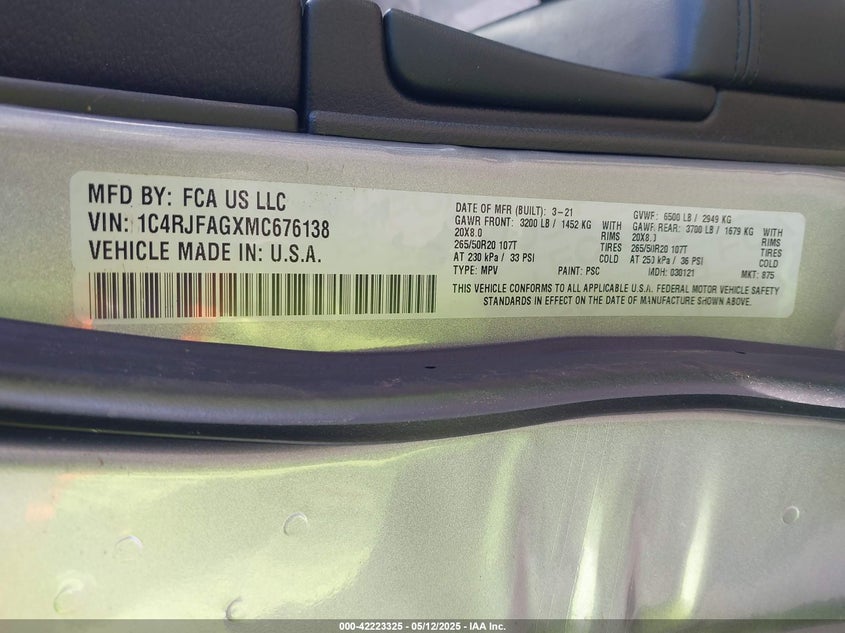 MFD BY: FCA US LLC
VIN: 1C4RJFAGXMC676138
VEHICLE MADE IN: U.S.A.
DATE OF MFR (BUILT): 3-21
GAWR FRONT: 3200 LB / 1452 KG WITH
20X8.0 RIMS
265/50R20 107T TIRES
AT 230 kPa / 33 PSI COLD
TYPE: MPV PAINT: PSC
GVWF: 6500 LB / 2949 KG
GAWR REAR: 3700 LB / 1679 KG WITH
20X8.0 RIMS
265/50R20 107T TIRES
AT 250 kPa / 36 PSI COLD
MDH: 030121 MKT: 875
THIS VEHICLE CONFORMS TO ALL APPLICABLE U.S.A. FEDERAL MOTOR VEHICLE SAFETY
STANDARDS IN EFFECT ON THE DATE OF MANUFACTURE SHOWN ABOVE.
000-42223325 - 05/12/2025 - IAA Inc.